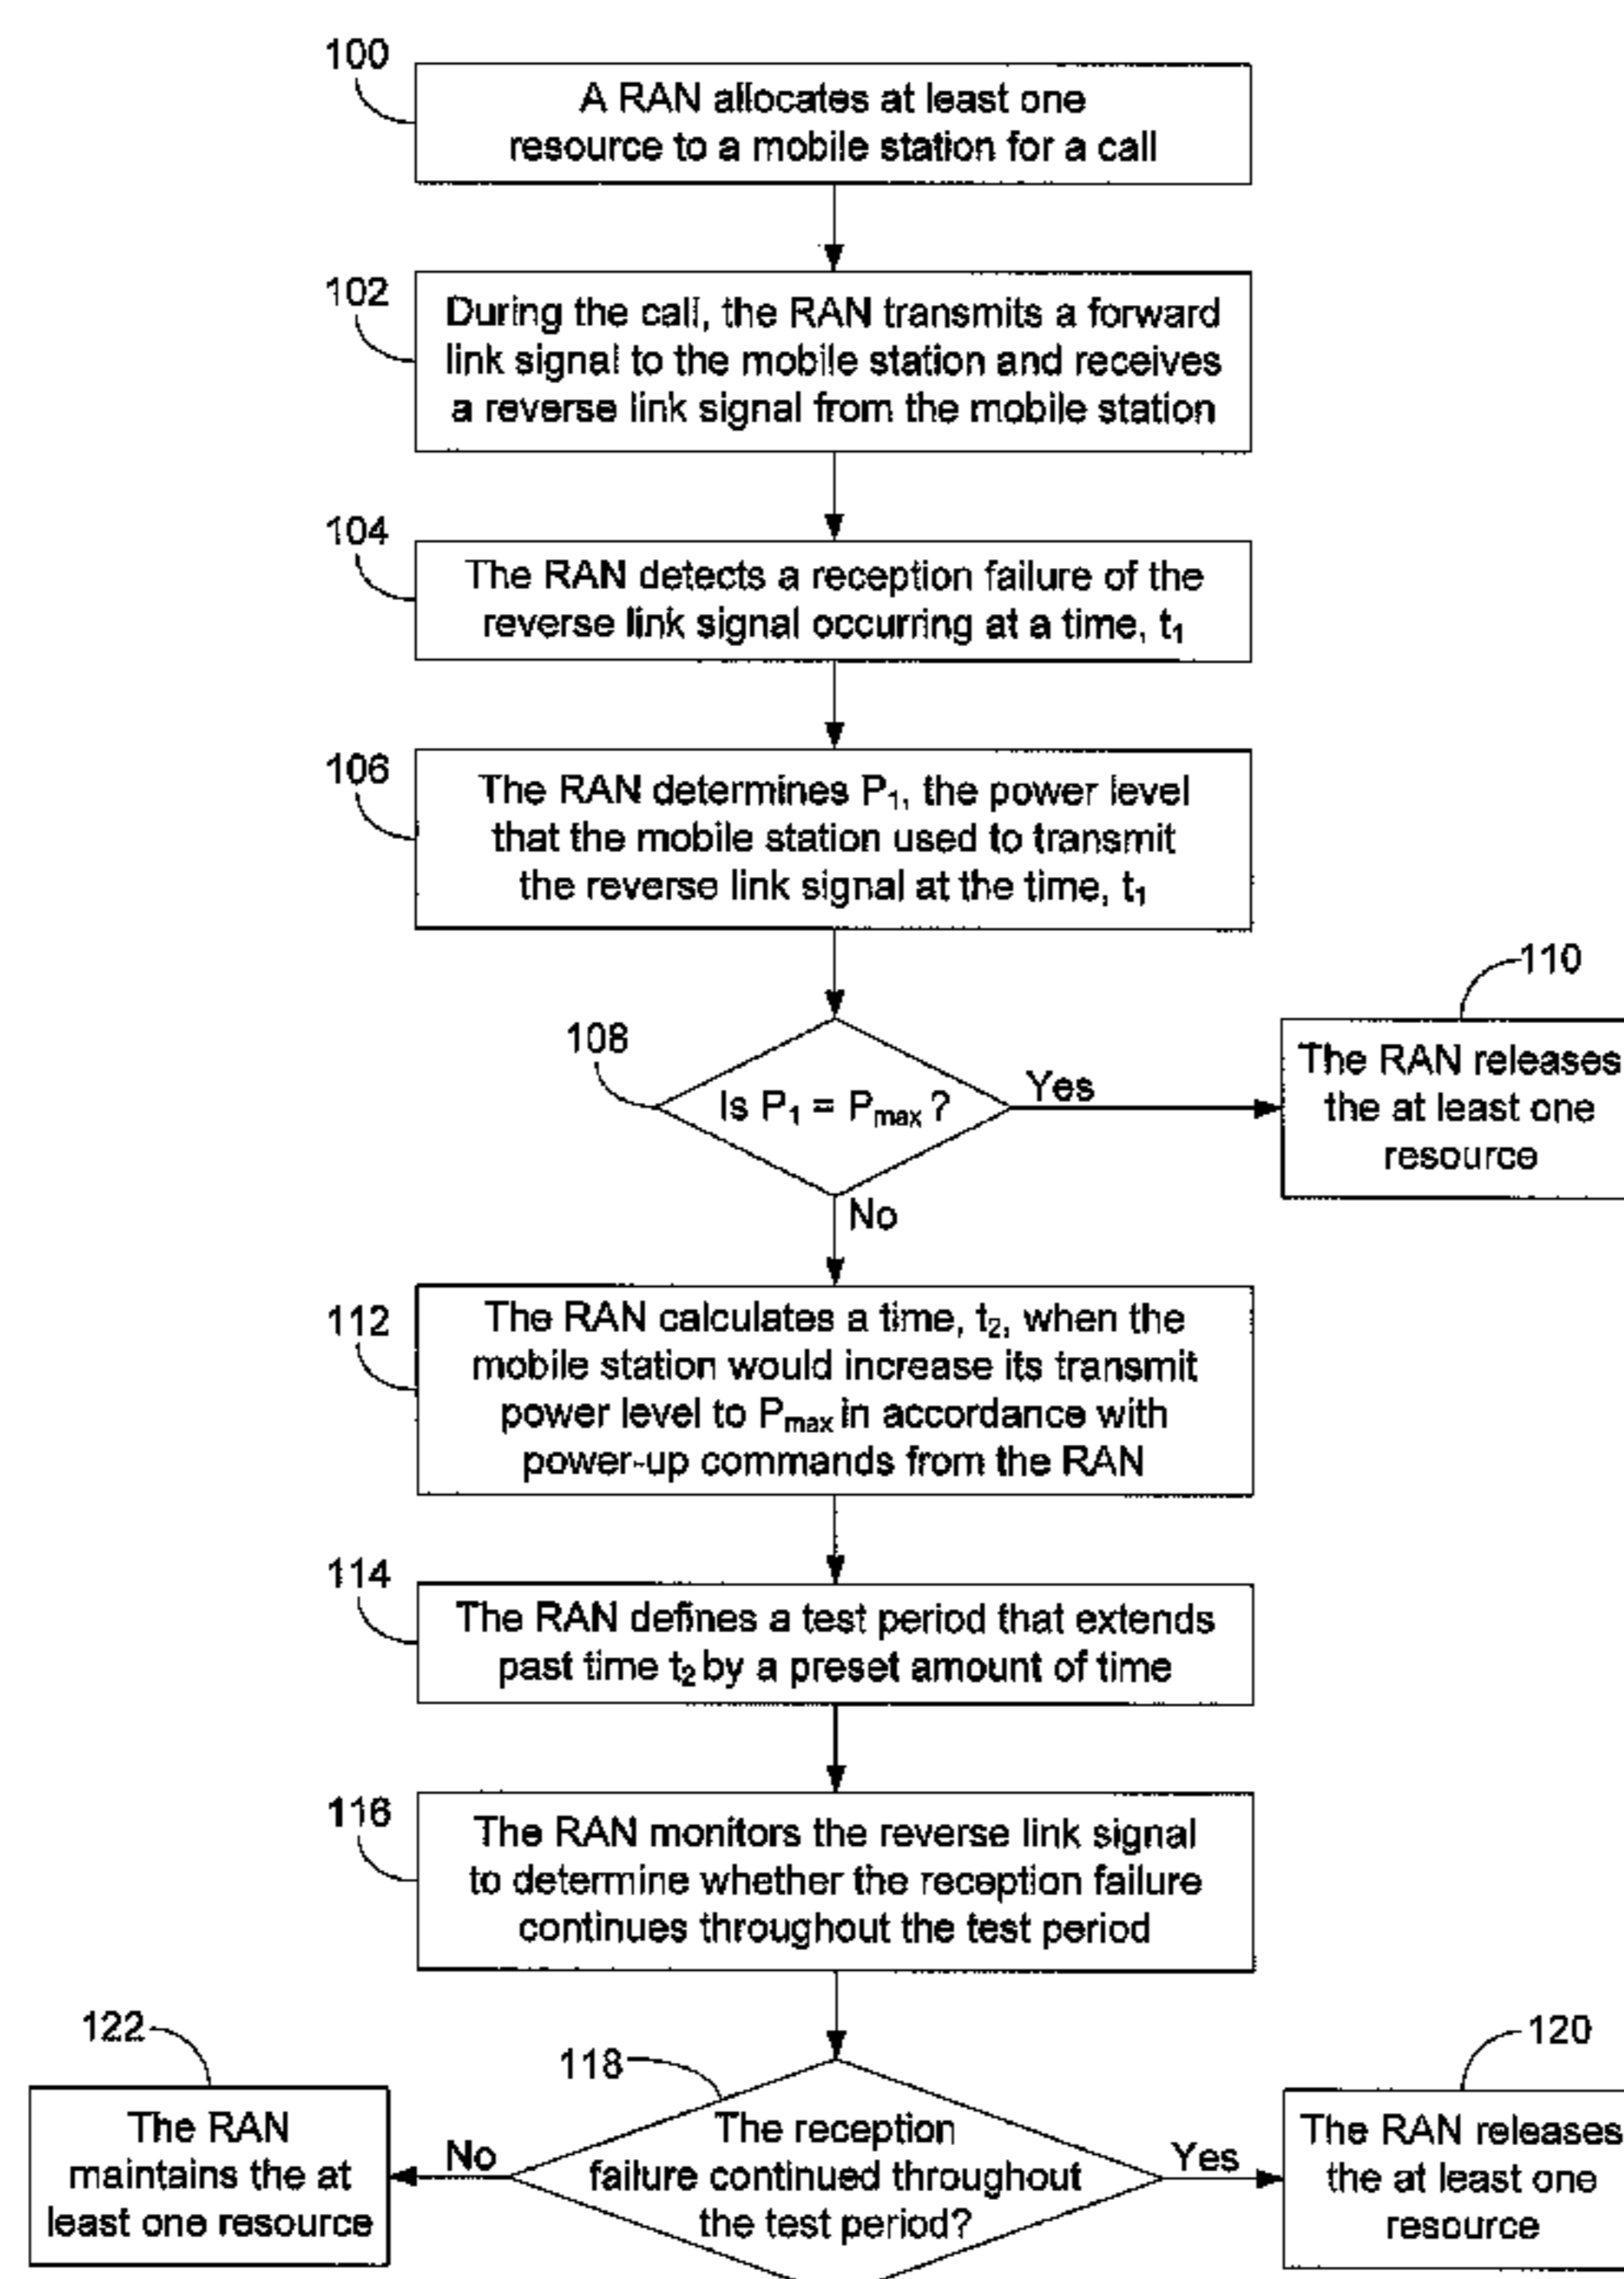 100
A RAN allocates at least one
resource to a mobile station for a call
102
During the call, the RAN transmits a forward
link signal to the mobile station and receives
a reverse link signal from the mobile station
104
The RAN detects a reception failure of the
reverse link signal occurring at a time, t₁
106
The RAN determines P₁, the power level
that the mobile station used to transmit
the reverse link signal at the time, t₁
108
Is P₁ = Pmax ?
Yes
110
The RAN releases
the at least one
resource
No
112
The RAN calculates a time, t₂, when the
mobile station would increase its transmit
power level to Pmax in accordance with
power-up commands from the RAN
114
The RAN defines a test period that extends
past time t₂ by a preset amount of time
116
The RAN monitors the reverse link signal
to determine whether the reception failure
continues throughout the test period
118
The reception
failure continued throughout
the test period?
No
122
The RAN
maintains the at
least one resource
Yes
120
The RAN releases
the at least one
resource